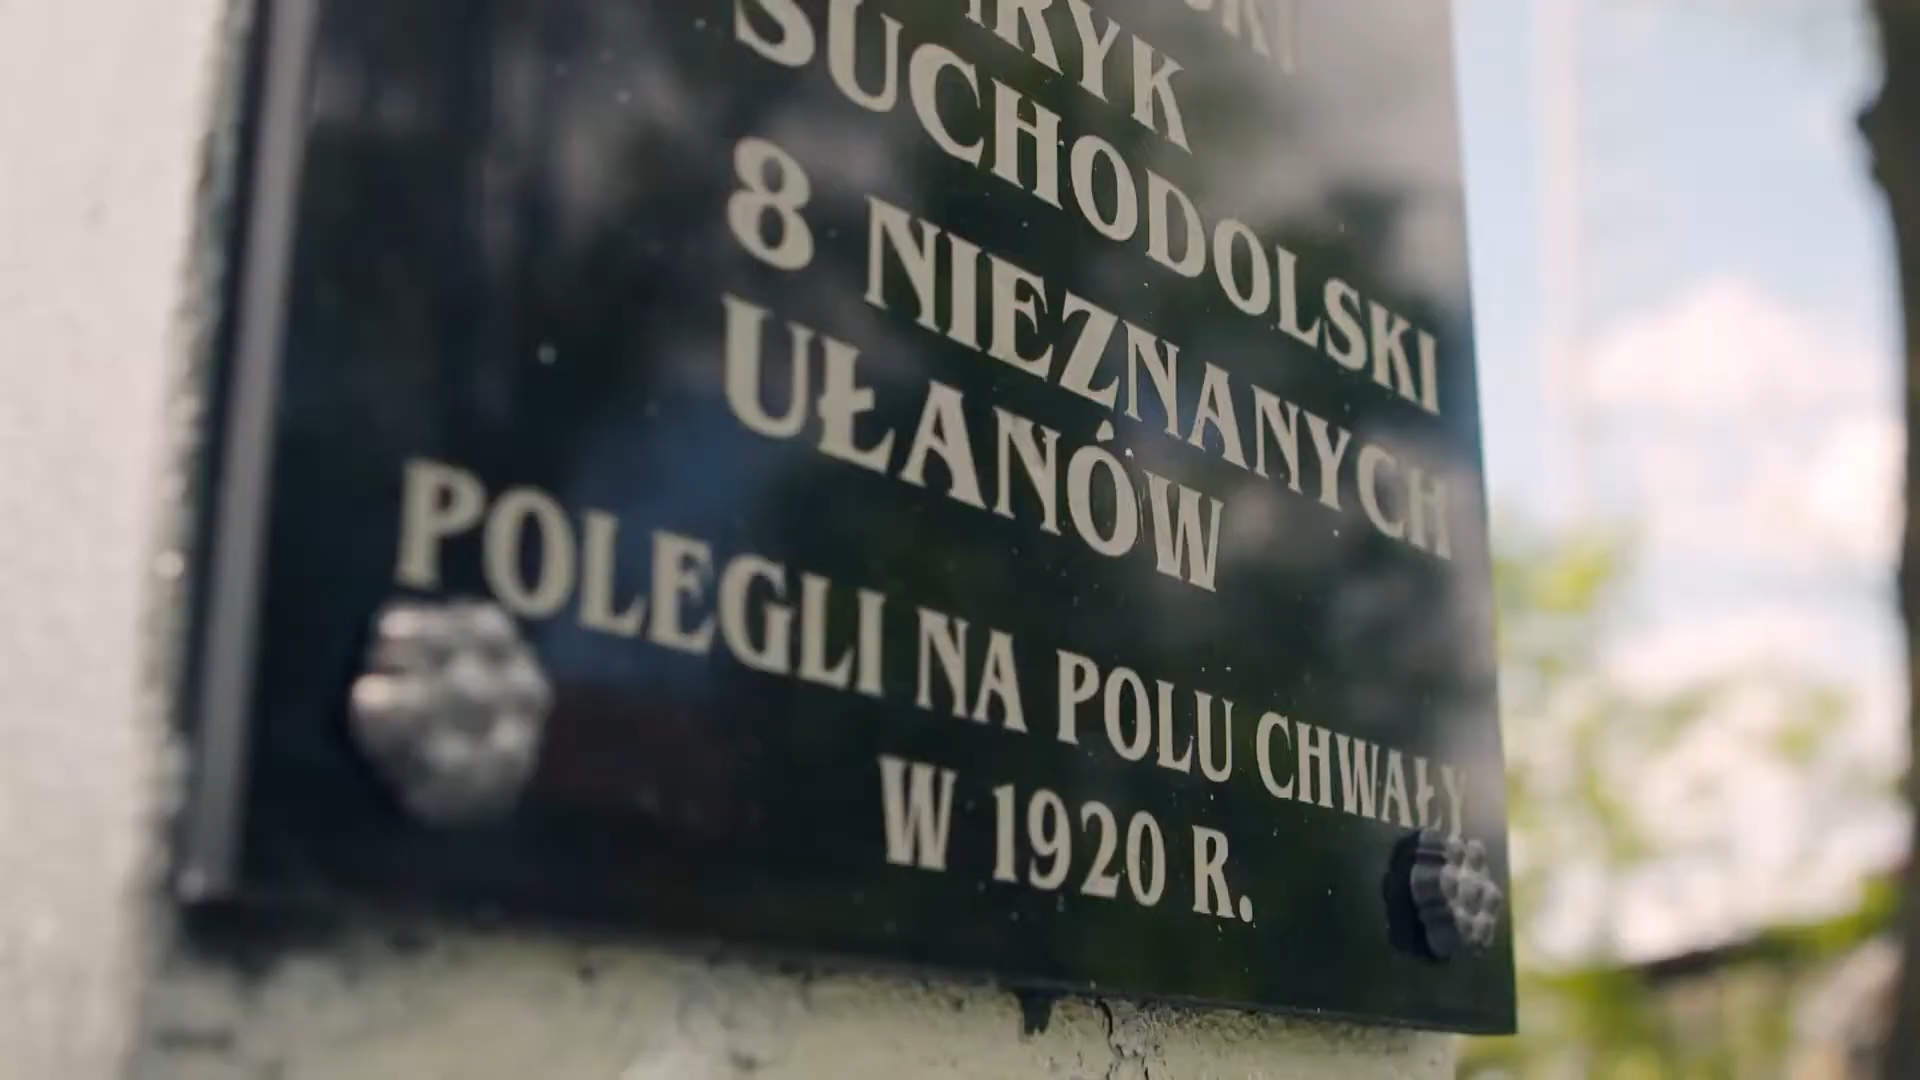 SUCHODOLSKI
8 NIEZNANYCH
UŁANÓW
POLEGLI NA POLU CHWAŁY
W 1920 R.